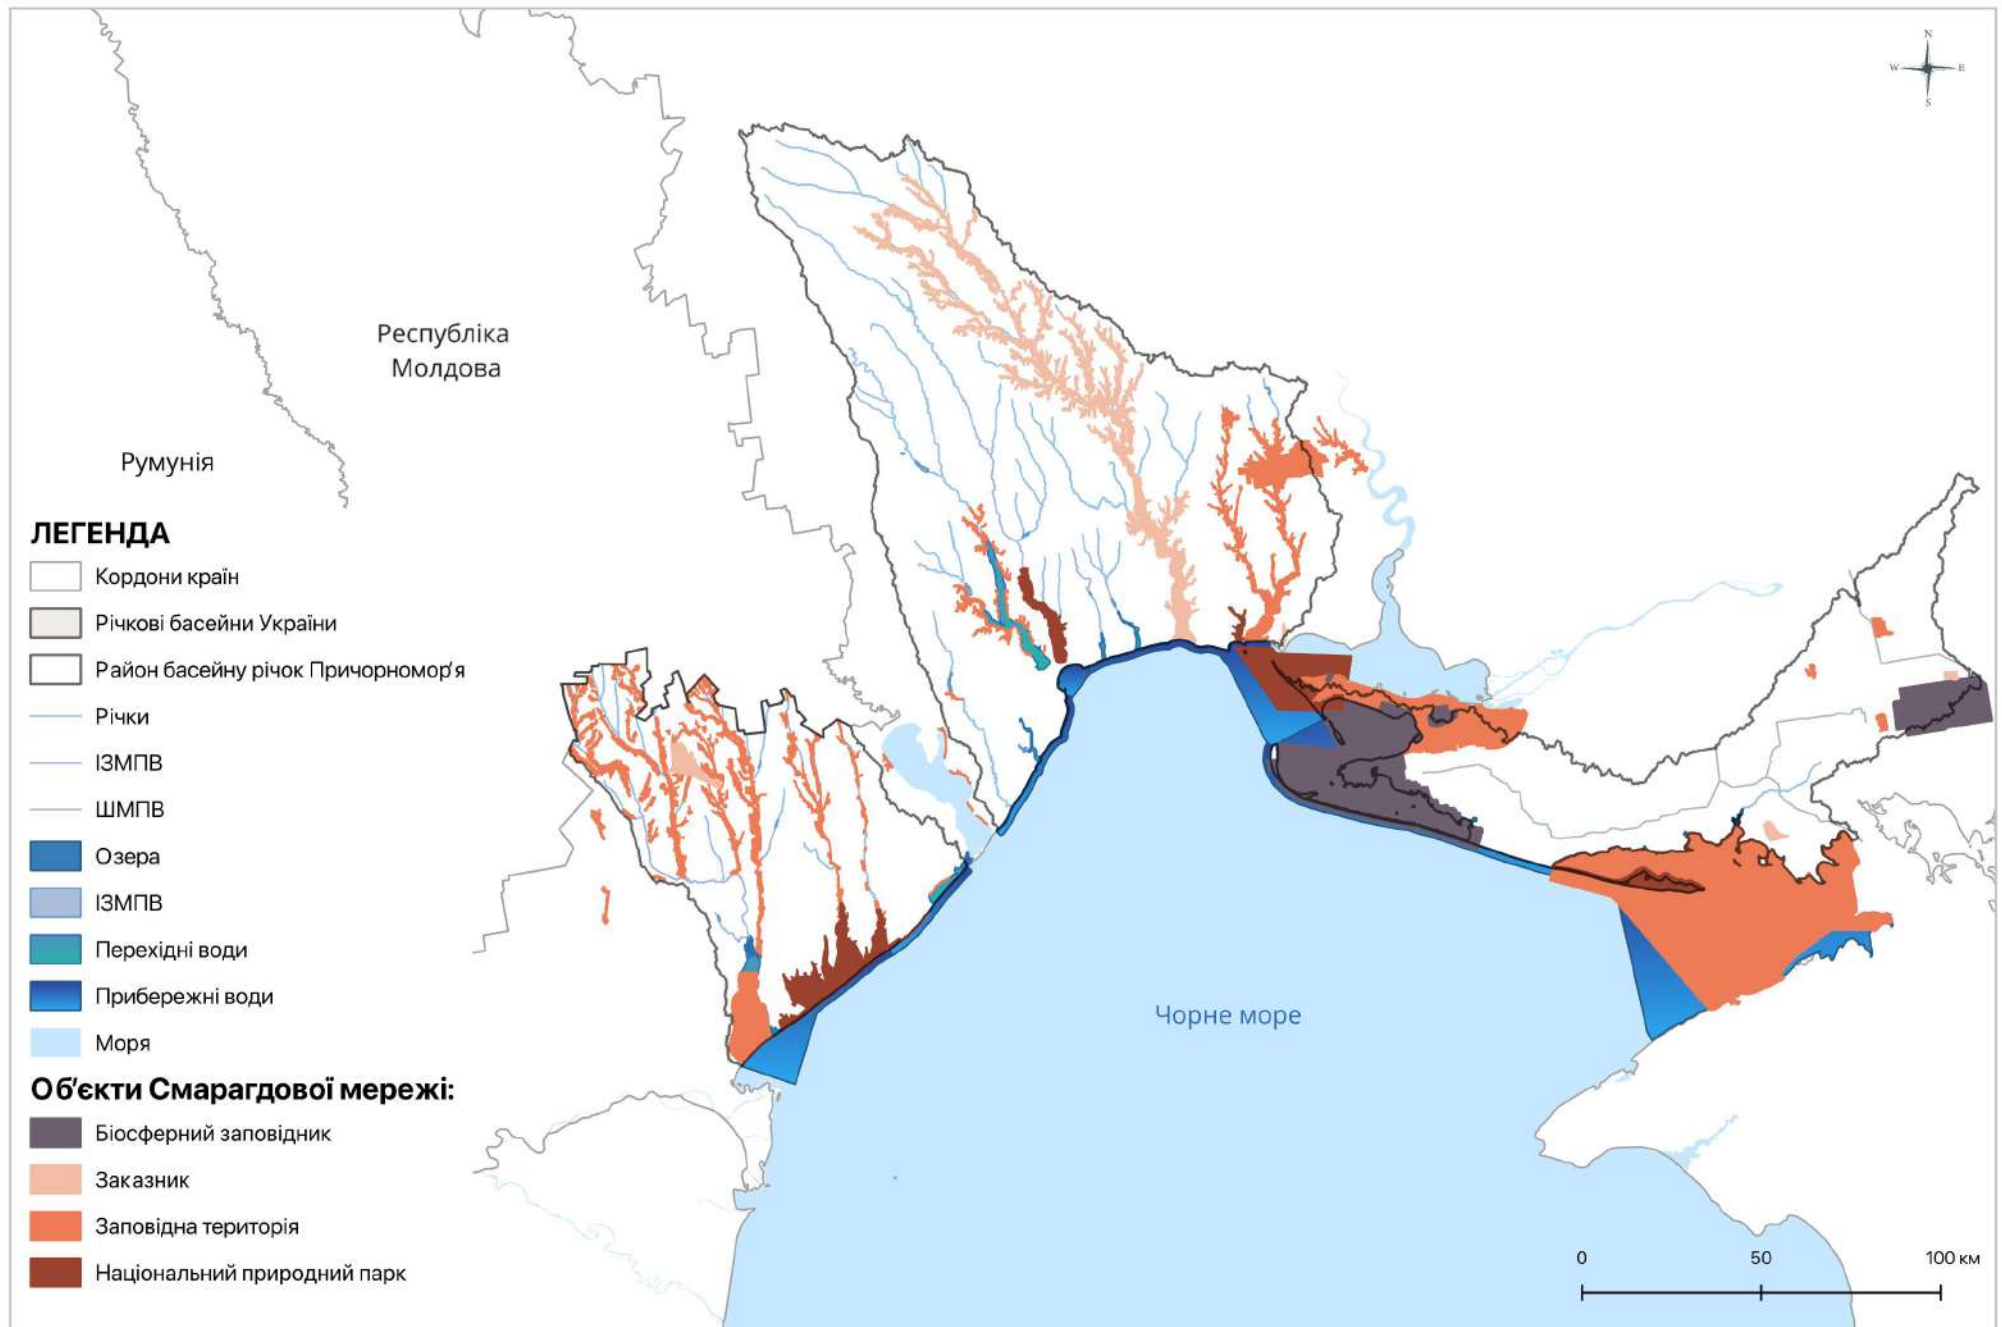 N
W E
S
Республіка
Молдова
Румунія
ЛЕГЕНДА
Кордони країн
Річкові басейни України
Район басейну річок Причорномор'я
Річки
ІЗМПВ
ШМПВ
Озера
ІЗМПВ
Перехідні води
Прибережні води
Моря
Об'єкти Смарагдової мережі:
Біосферний заповідник
Заказник
Заповідна територія
Національний природний парк
Чорне море
0 50 100 км